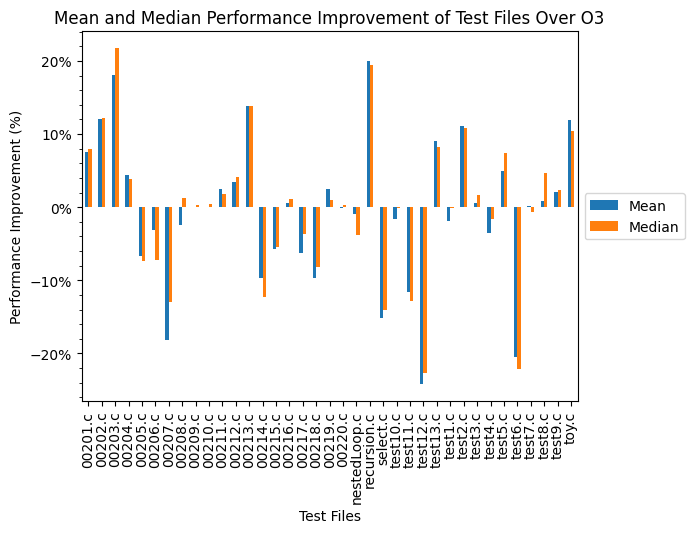 Mean and Median Performance Improvement of Test Files Over O3
Performance Improvement (%)
20%
10%
0%
−10%
−20%
Mean
Median
00201.c
00202.c
00203.c
00204.c
00205.c
00206.c
00207.c
00208.c
00209.c
00210.c
00211.c
00212.c
00213.c
00214.c
00215.c
00216.c
00217.c
00218.c
00219.c
00220.c
nestedLoop.c
recursion.c
select.c
test10.c
test11.c
test12.c
test13.c
test1.c
test2.c
test3.c
test4.c
test5.c
test6.c
test7.c
test8.c
test9.c
toy.c
Test Files